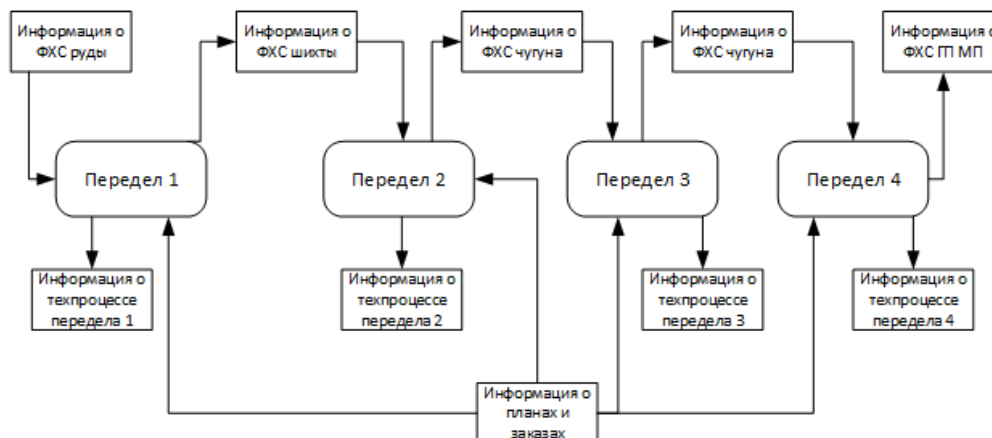 Информация о
ФХС руды
Информация о
ФХС шихты
Информация о
ФХС чугуна
Информация о
ФХС чугуна
Информация о
ФХС ГП МП
Передел 1
Передел 2
Передел 3
Передел 4
Информация о
техпроцессе
передела 1
Информация о
техпроцессе
передела 2
Информация о
техпроцессе
передела 3
Информация о
техпроцессе
передела 4
Информация о
планах и
заказах